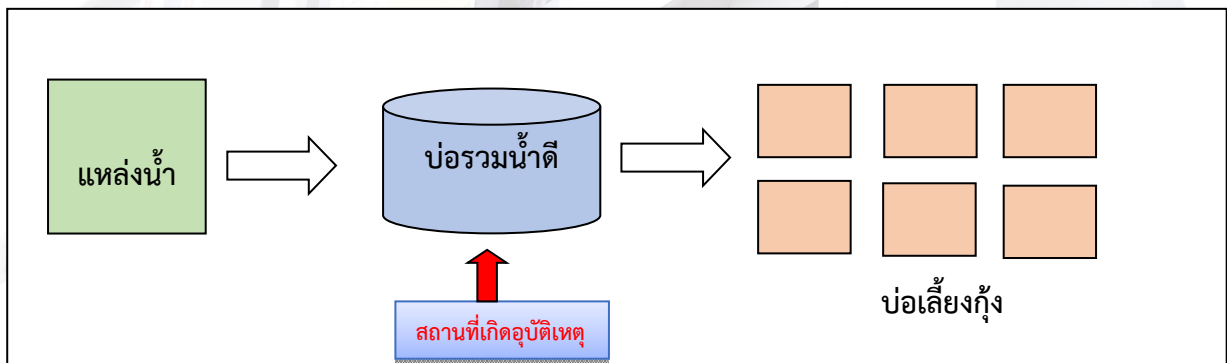 แหล่งน้ำ
บ่อรวมน้ำดี
บ่อเลี้ยงกุ้ง
สถานที่เกิดอุบัติเหตุ